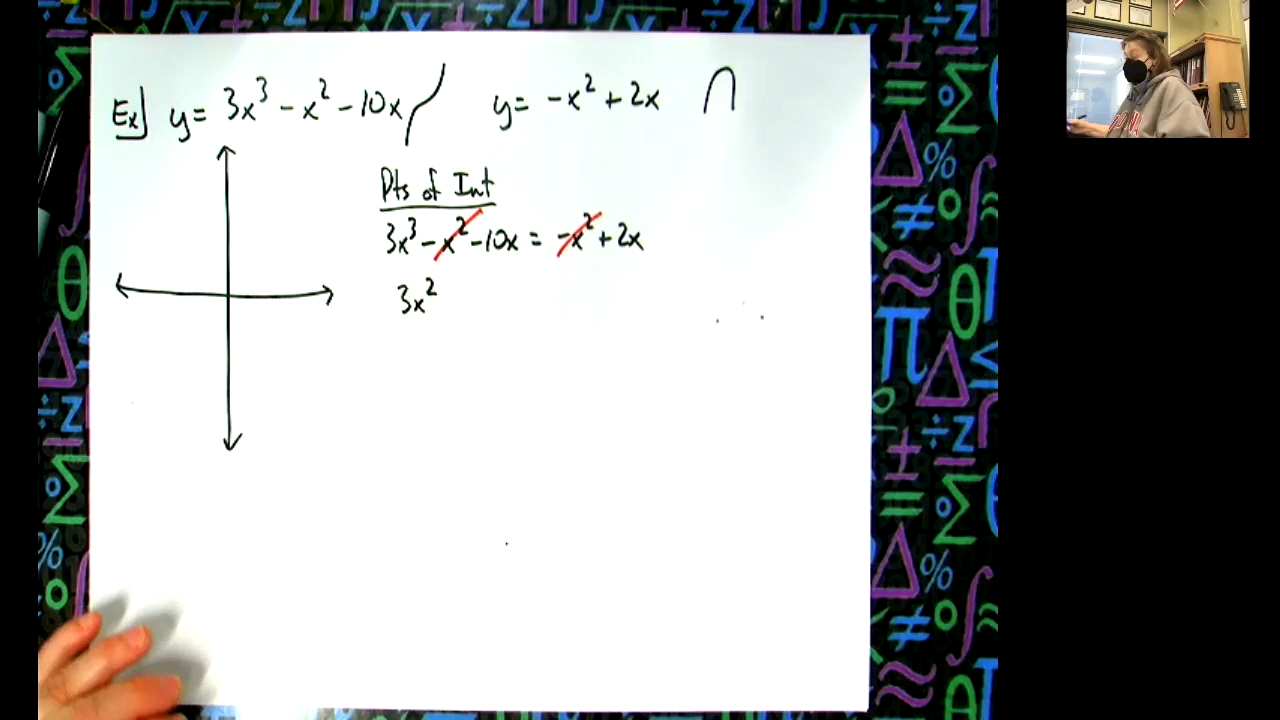 Ex] y = 3x³ - x² - 10x y = -x² + 2x
Pts of Int
3x³ - x² - 10x = -x² + 2x
3x²